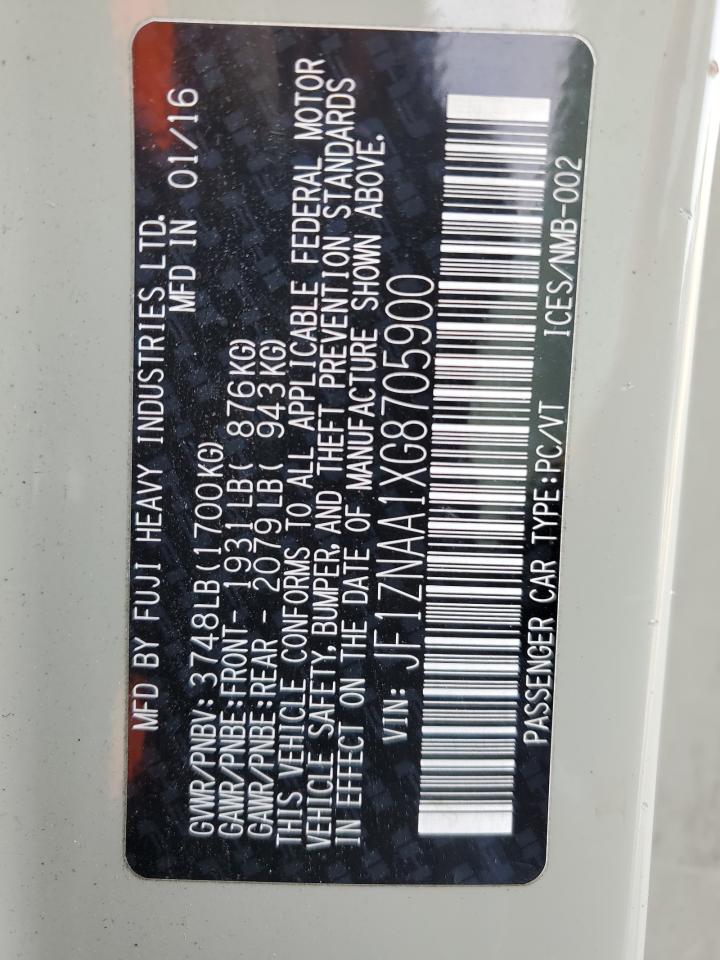 MFD BY FUJI HEAVY INDUSTRIES LTD.
MFD IN 01/16
GVWR/PNBV: 3748LB(1700KG)
GAWR/PNBE:FRONT- 1931LB( 876KG)
GAWR/PNBE:REAR - 2079LB( 943KG)
THIS VEHICLE CONFORMS TO ALL APPLICABLE FEDERAL MOTOR
VEHICLE SAFETY, BUMPER, AND THEFT PREVENTION STANDARDS
IN EFFECT ON THE DATE OF MANUFACTURE SHOWN ABOVE.
VIN: JF1ZNAA1XG8705900
PASSENGER CAR TYPE:PC/VT ICES/NMB-002